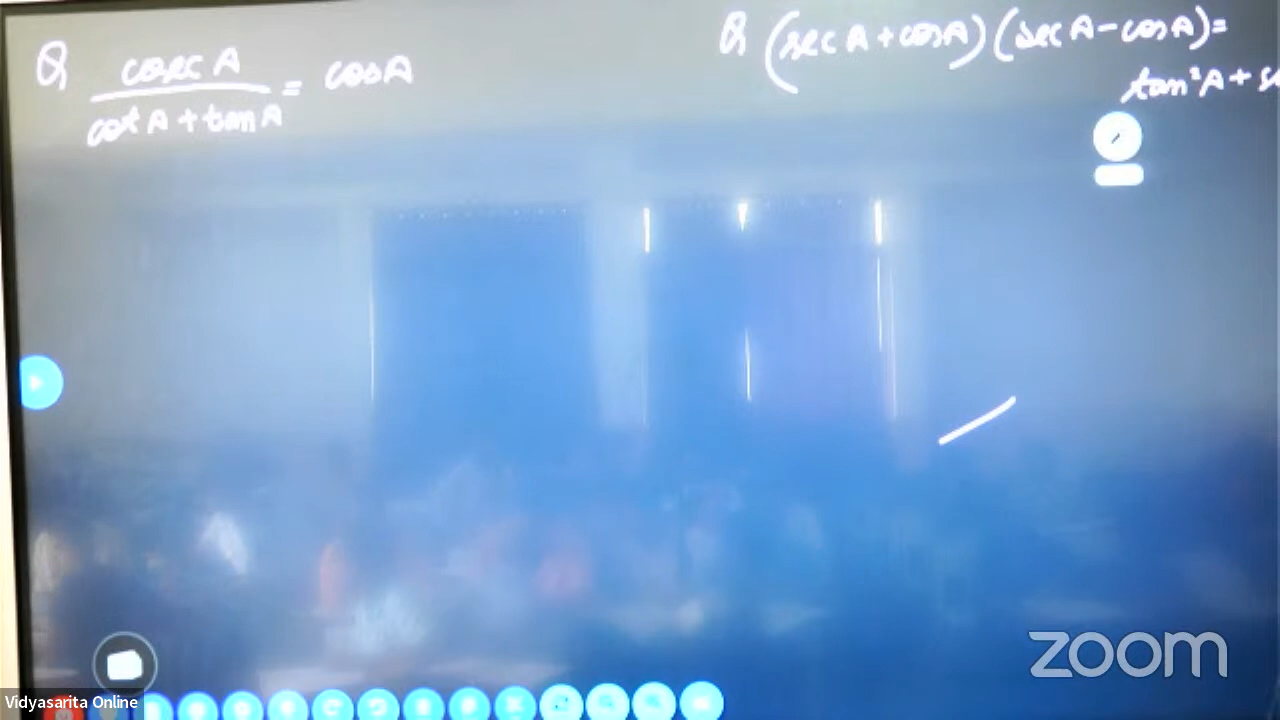 Q, cosec A
cot A + tan A = cos A
Q, (sec A + cos A) (sec A - cos A) =
tan²A +
zoom
Vidyasarita Online